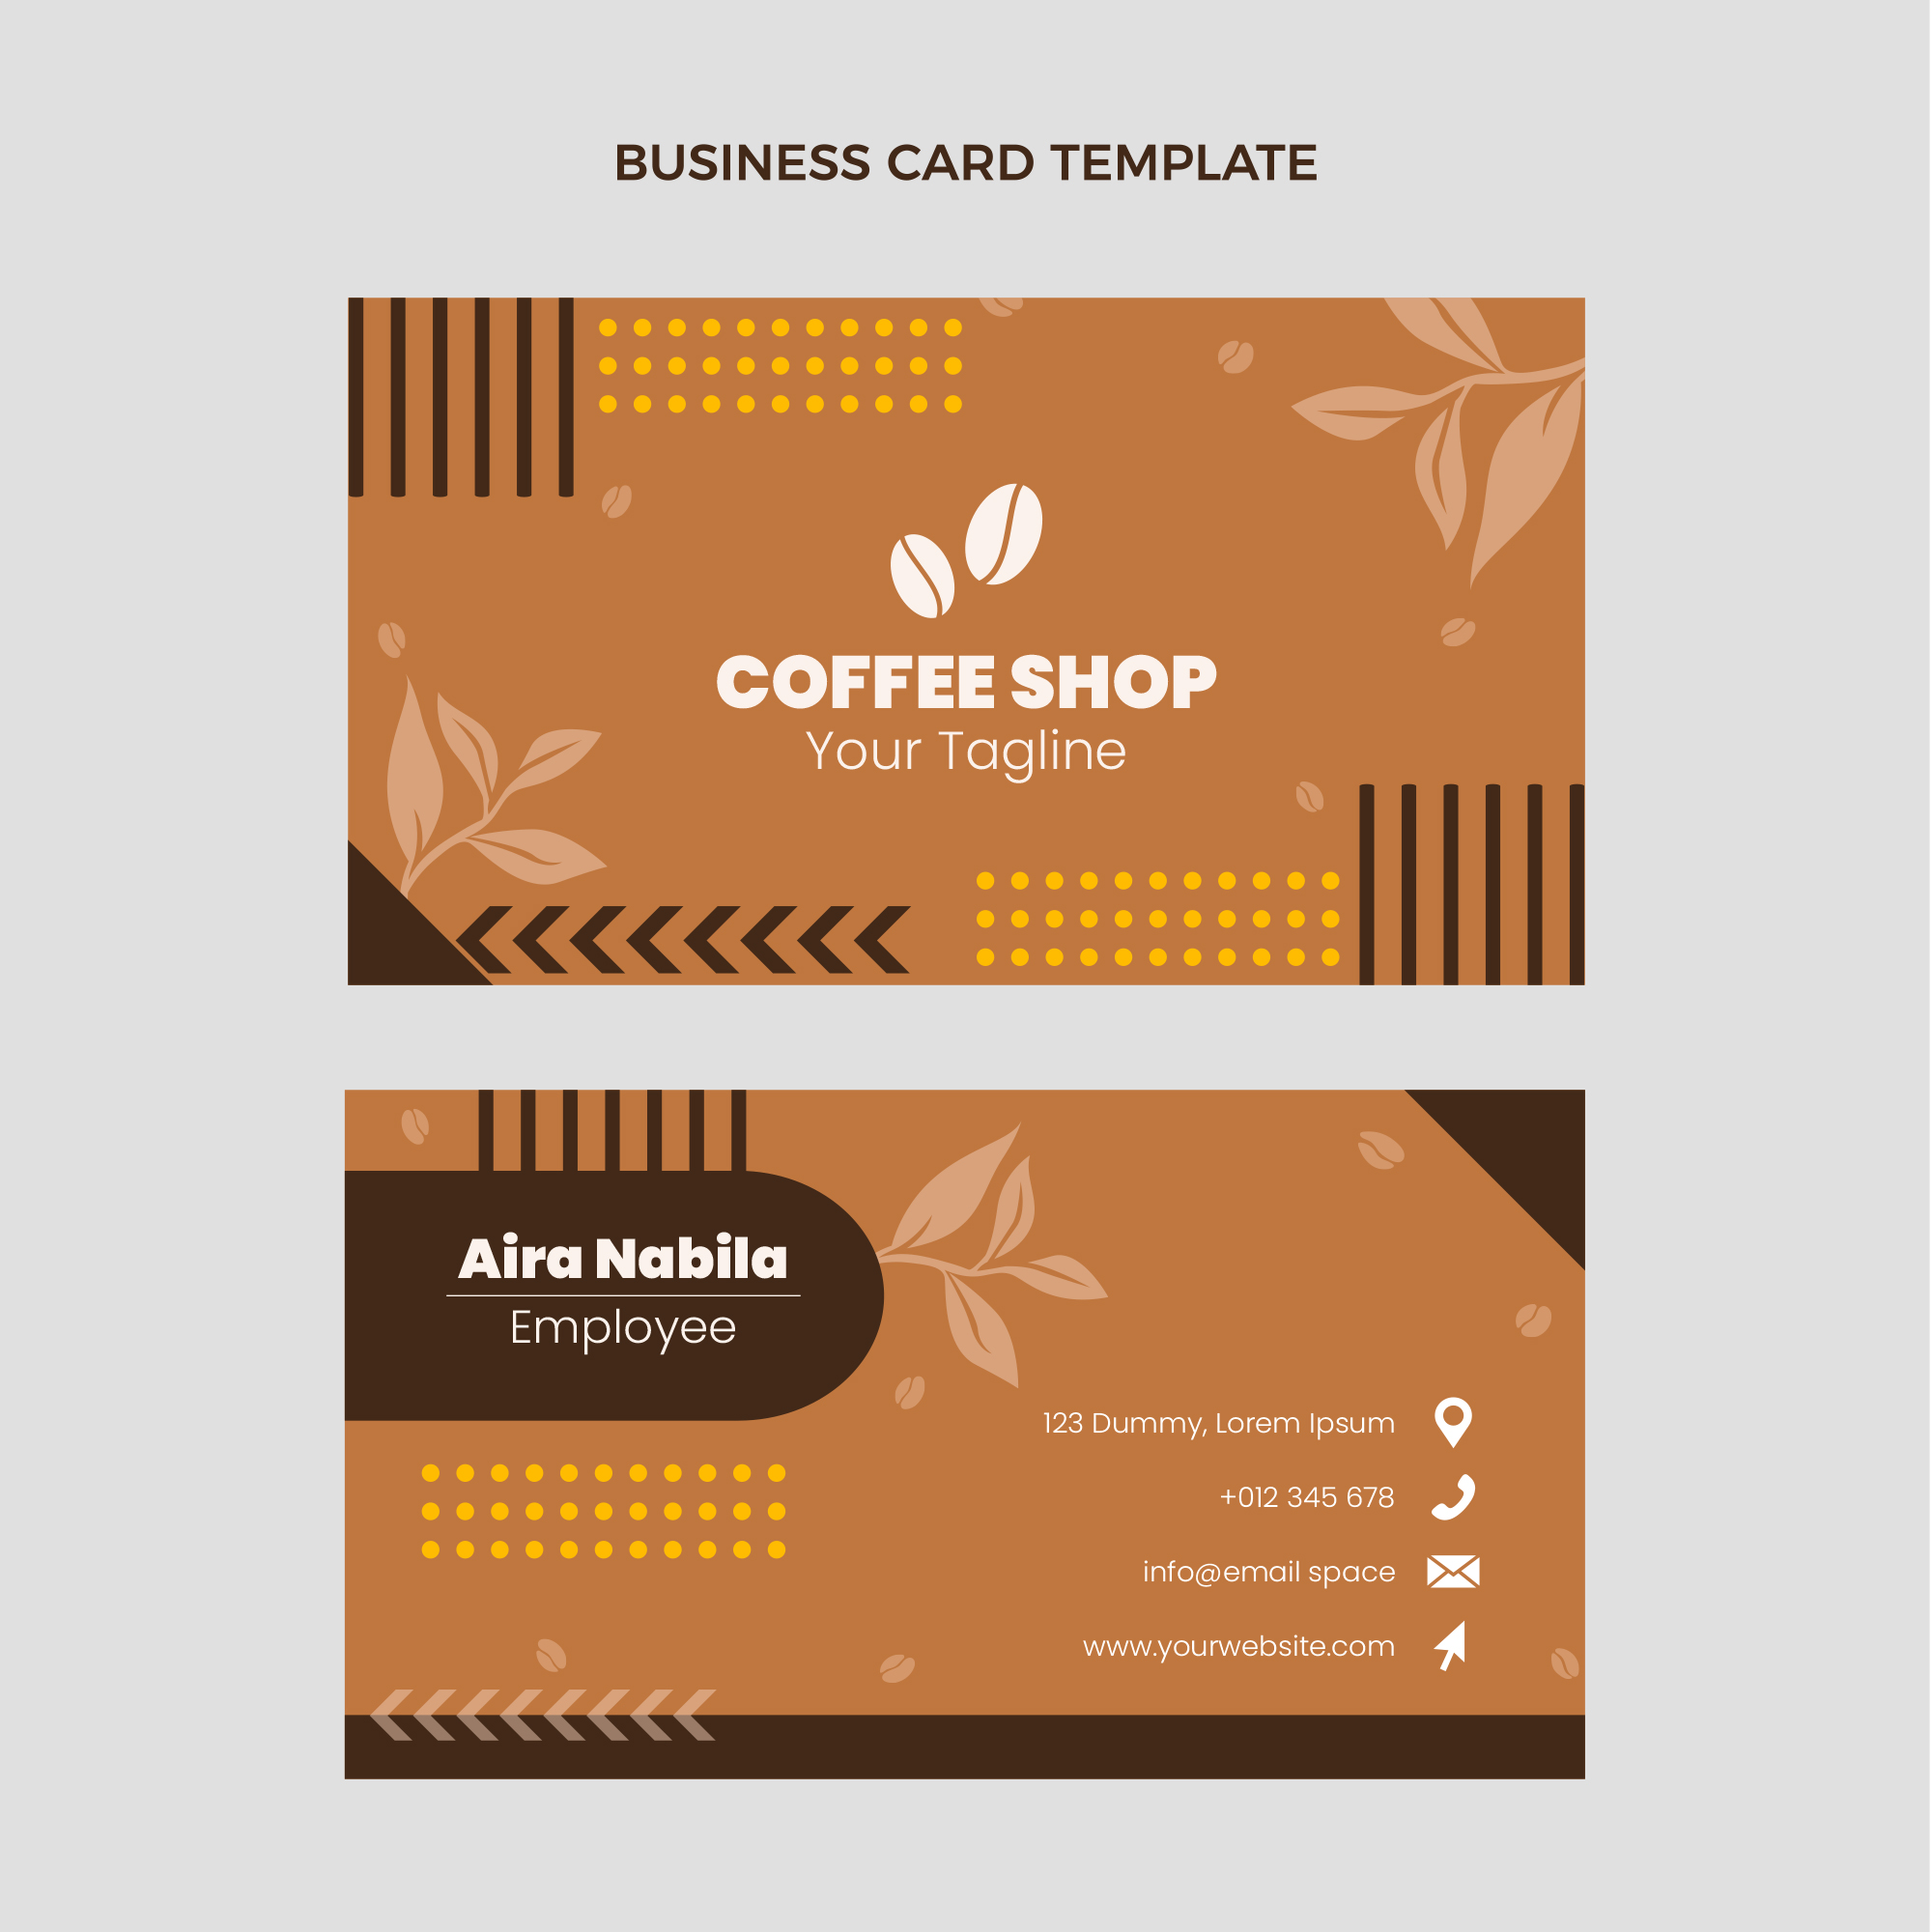 BUSINESS CARD TEMPLATE
COFFEE SHOP
Your Tagline
Aira Nabila
Employee
123 Dummy, Lorem Ipsum
+012 345 678
info@email space
www.yourwebsite.com